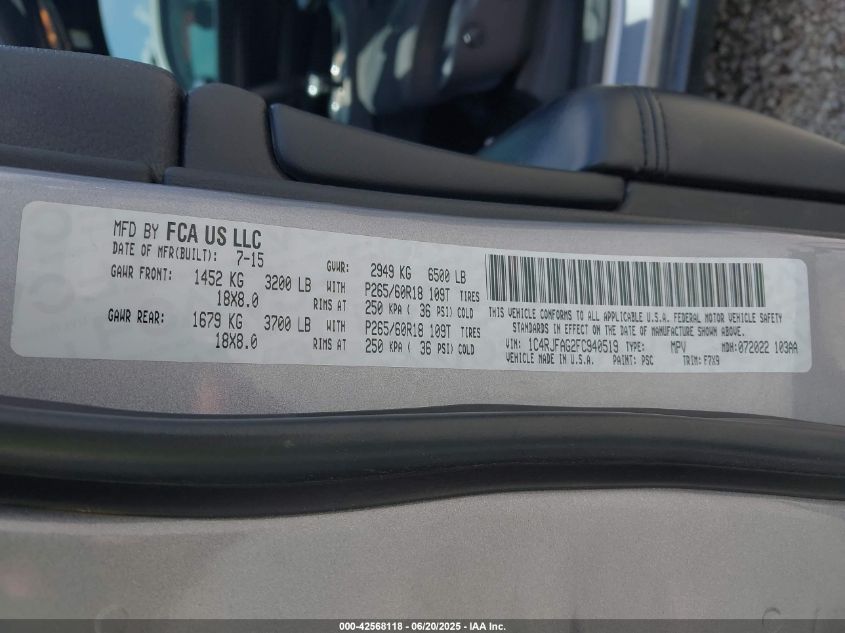 MFD BY FCA US LLC
DATE OF MFR(BUILT): 7-15
GVWR: 2949 KG 6500 LB
GAWR FRONT: 1452 KG 3200 LB WITH P265/60R18 109T TIRES
18X8.0 RIMS AT 250 KPA ( 36 PSI) COLD
GAWR REAR: 1679 KG 3700 LB WITH P265/60R18 109T TIRES
18X8.0 RIMS AT 250 KPA ( 36 PSI) COLD
THIS VEHICLE CONFORMS TO ALL APPLICABLE U.S.A. FEDERAL MOTOR VEHICLE SAFETY
STANDARDS IN EFFECT ON THE DATE OF MANUFACTURE SHOWN ABOVE.
VIN: 1C4RJFAG2FC940519 TYPE: MPV MDH: 072022 103AA
VEHICLE MADE IN U.S.A. PAINT: PSC TRIM: F7X9
000-42568118 - 06/20/2025 - IAA Inc.